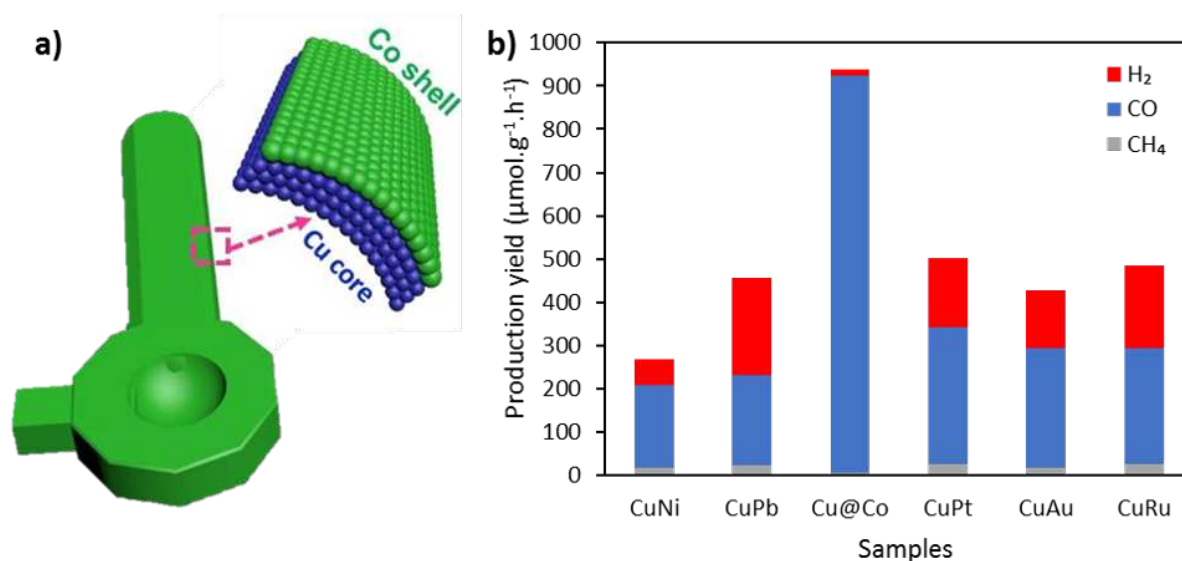 a)
Co shell
Cu core
b)
1000
900
800
700
600
500
400
300
200
100
0
Production yield (µmol.g⁻¹.h⁻¹)
H₂
CO
CH₄
CuNi CuPb Cu@Co CuPt CuAu CuRu
Samples